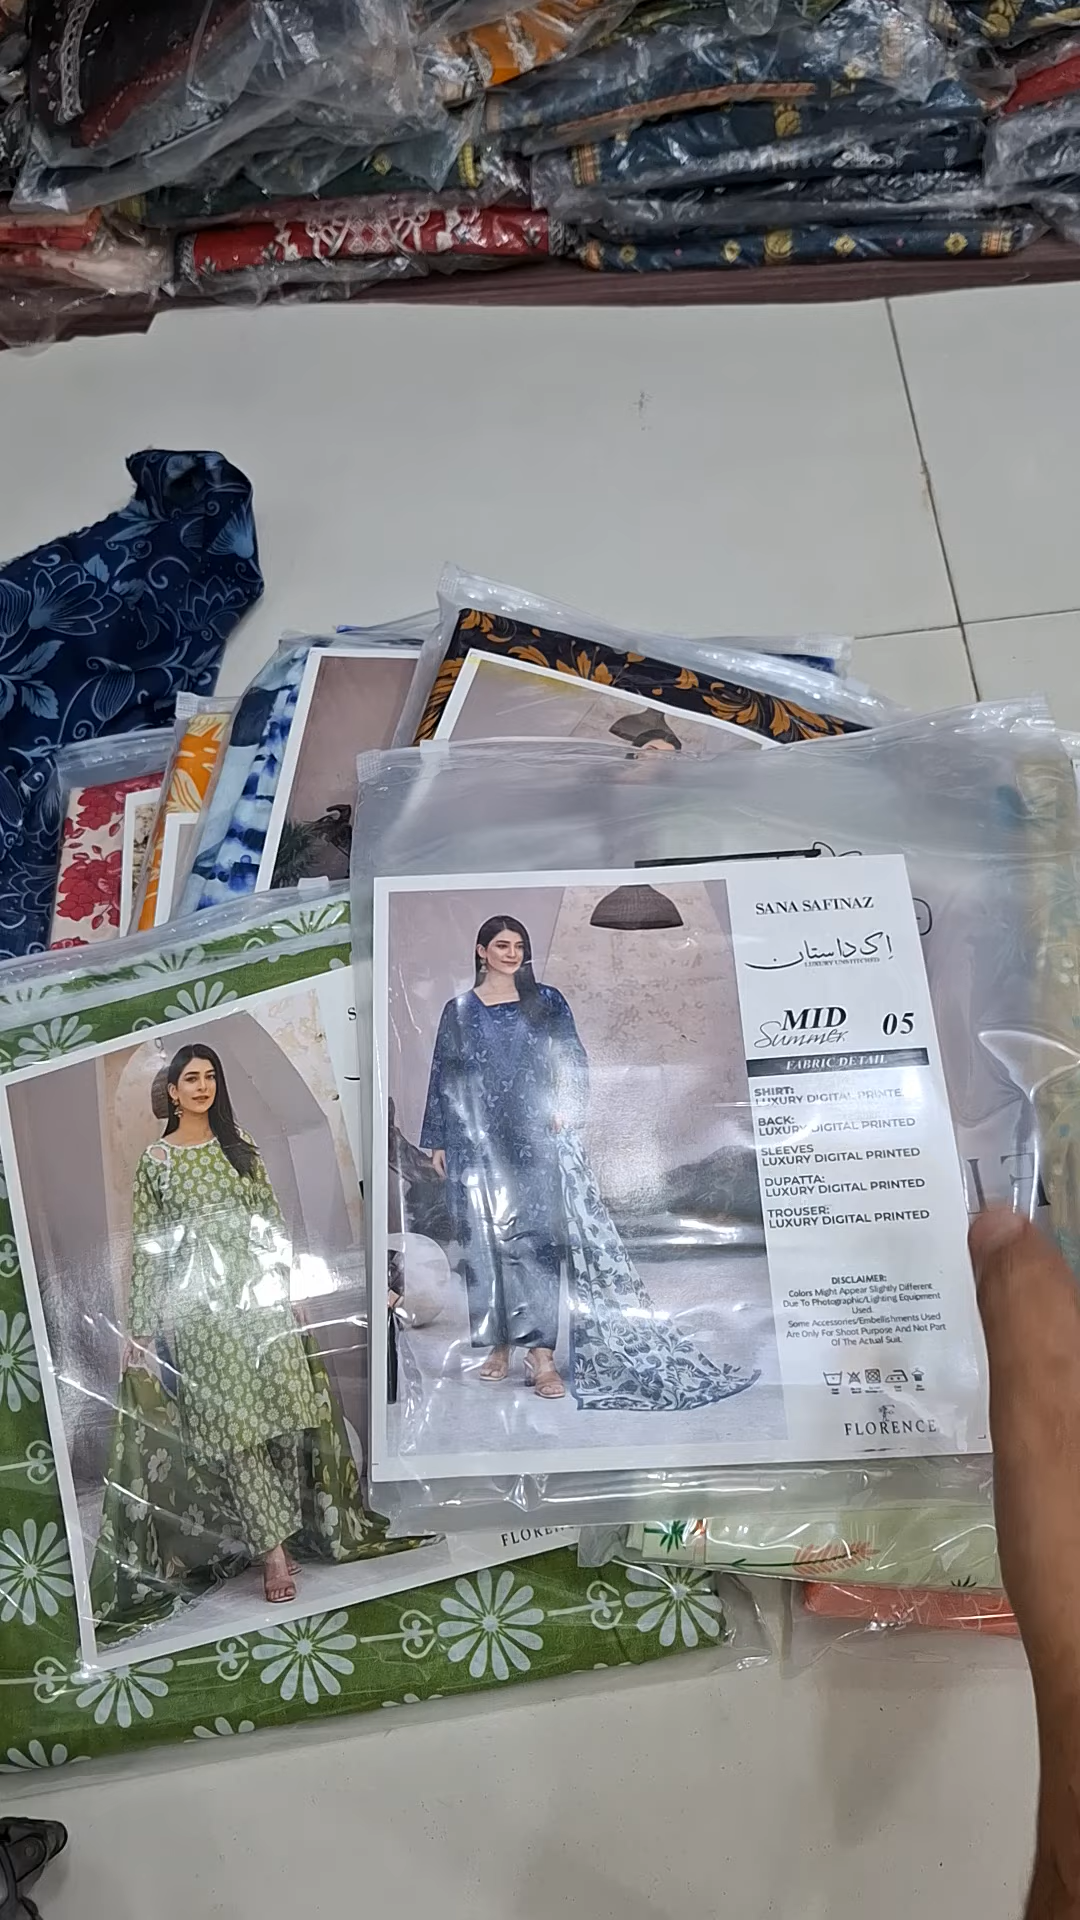 SANA SAFINAZ
اِک داستان
LUXURY UNSTITCHED
MID
Summer
05
FABRIC DETAIL
SHIRT:
LUXURY DIGITAL PRINTE
BACK:
LUXURY DIGITAL PRINTED
SLEEVES
LUXURY DIGITAL PRINTED
DUPATTA:
LUXURY DIGITAL PRINTED
TROUSER:
LUXURY DIGITAL PRINTED
DISCLAIMER:
Colors Might Appear Slightly Different
Due To Photographic/Lighting Equipment
Used.
Some Accessories/Embellishments Used
Are Only For Shoot Purpose And Not Part
Of The Actual Suit.
FLORENCE
FLOREN